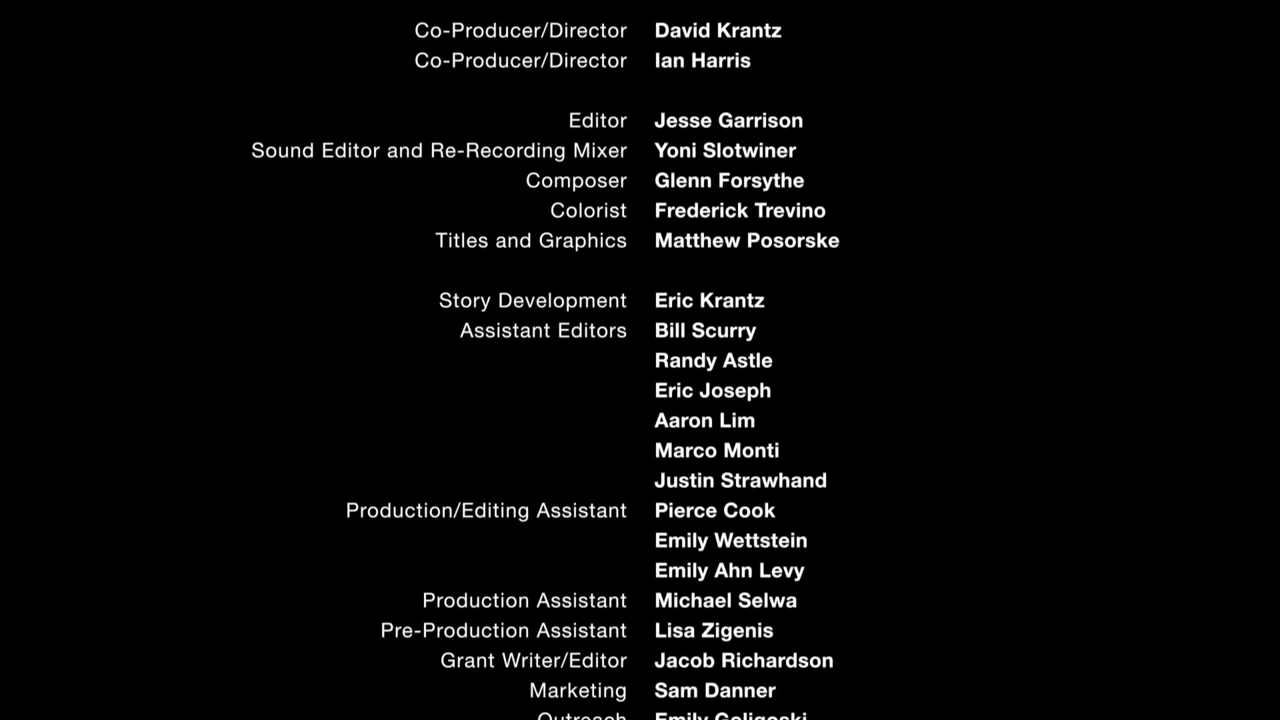 Co-Producer/Director David Krantz
Co-Producer/Director Ian Harris
Editor Jesse Garrison
Sound Editor and Re-Recording Mixer Yoni Slotwiner
Composer Glenn Forsythe
Colorist Frederick Trevino
Titles and Graphics Matthew Posorske
Story Development Eric Krantz
Assistant Editors Bill Scurry
Randy Astle
Eric Joseph
Aaron Lim
Marco Monti
Justin Strawhand
Production/Editing Assistant Pierce Cook
Emily Wettstein
Emily Ahn Levy
Production Assistant Michael Selwa
Pre-Production Assistant Lisa Zigenis
Grant Writer/Editor Jacob Richardson
Marketing Sam Danner
Outreach Emily Goligoski